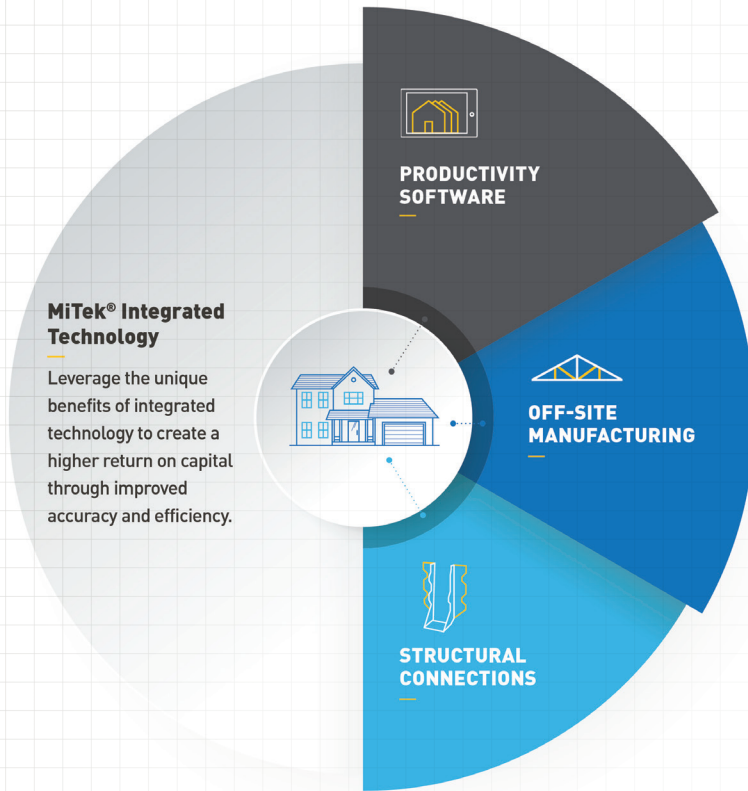 PRODUCTIVITY
SOFTWARE
MiTek® Integrated
Technology
Leverage the unique
benefits of integrated
technology to create a
higher return on capital
through improved
accuracy and efficiency.
OFF-SITE
MANUFACTURING
STRUCTURAL
CONNECTIONS